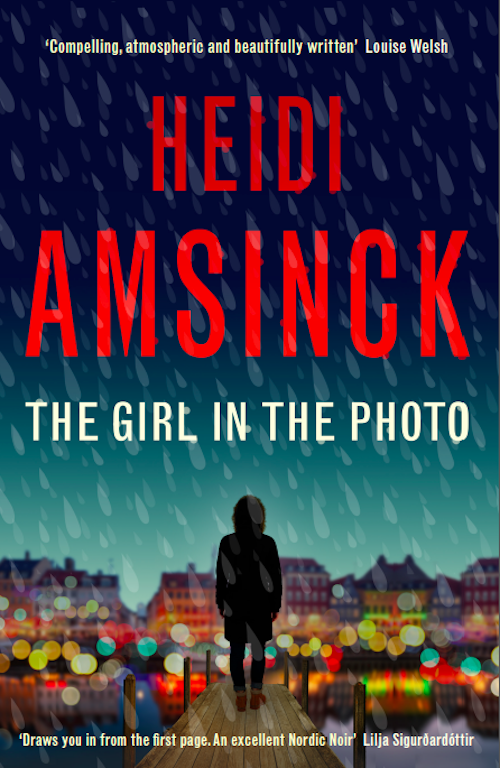 ‘Compelling, atmospheric and beautifully written’ Louise Welsh
HEIDI
AMSINCK
THE GIRL IN THE PHOTO
‘Draws you in from the first page. An excellent Nordic Noir’ Lilja Sigurðardóttir